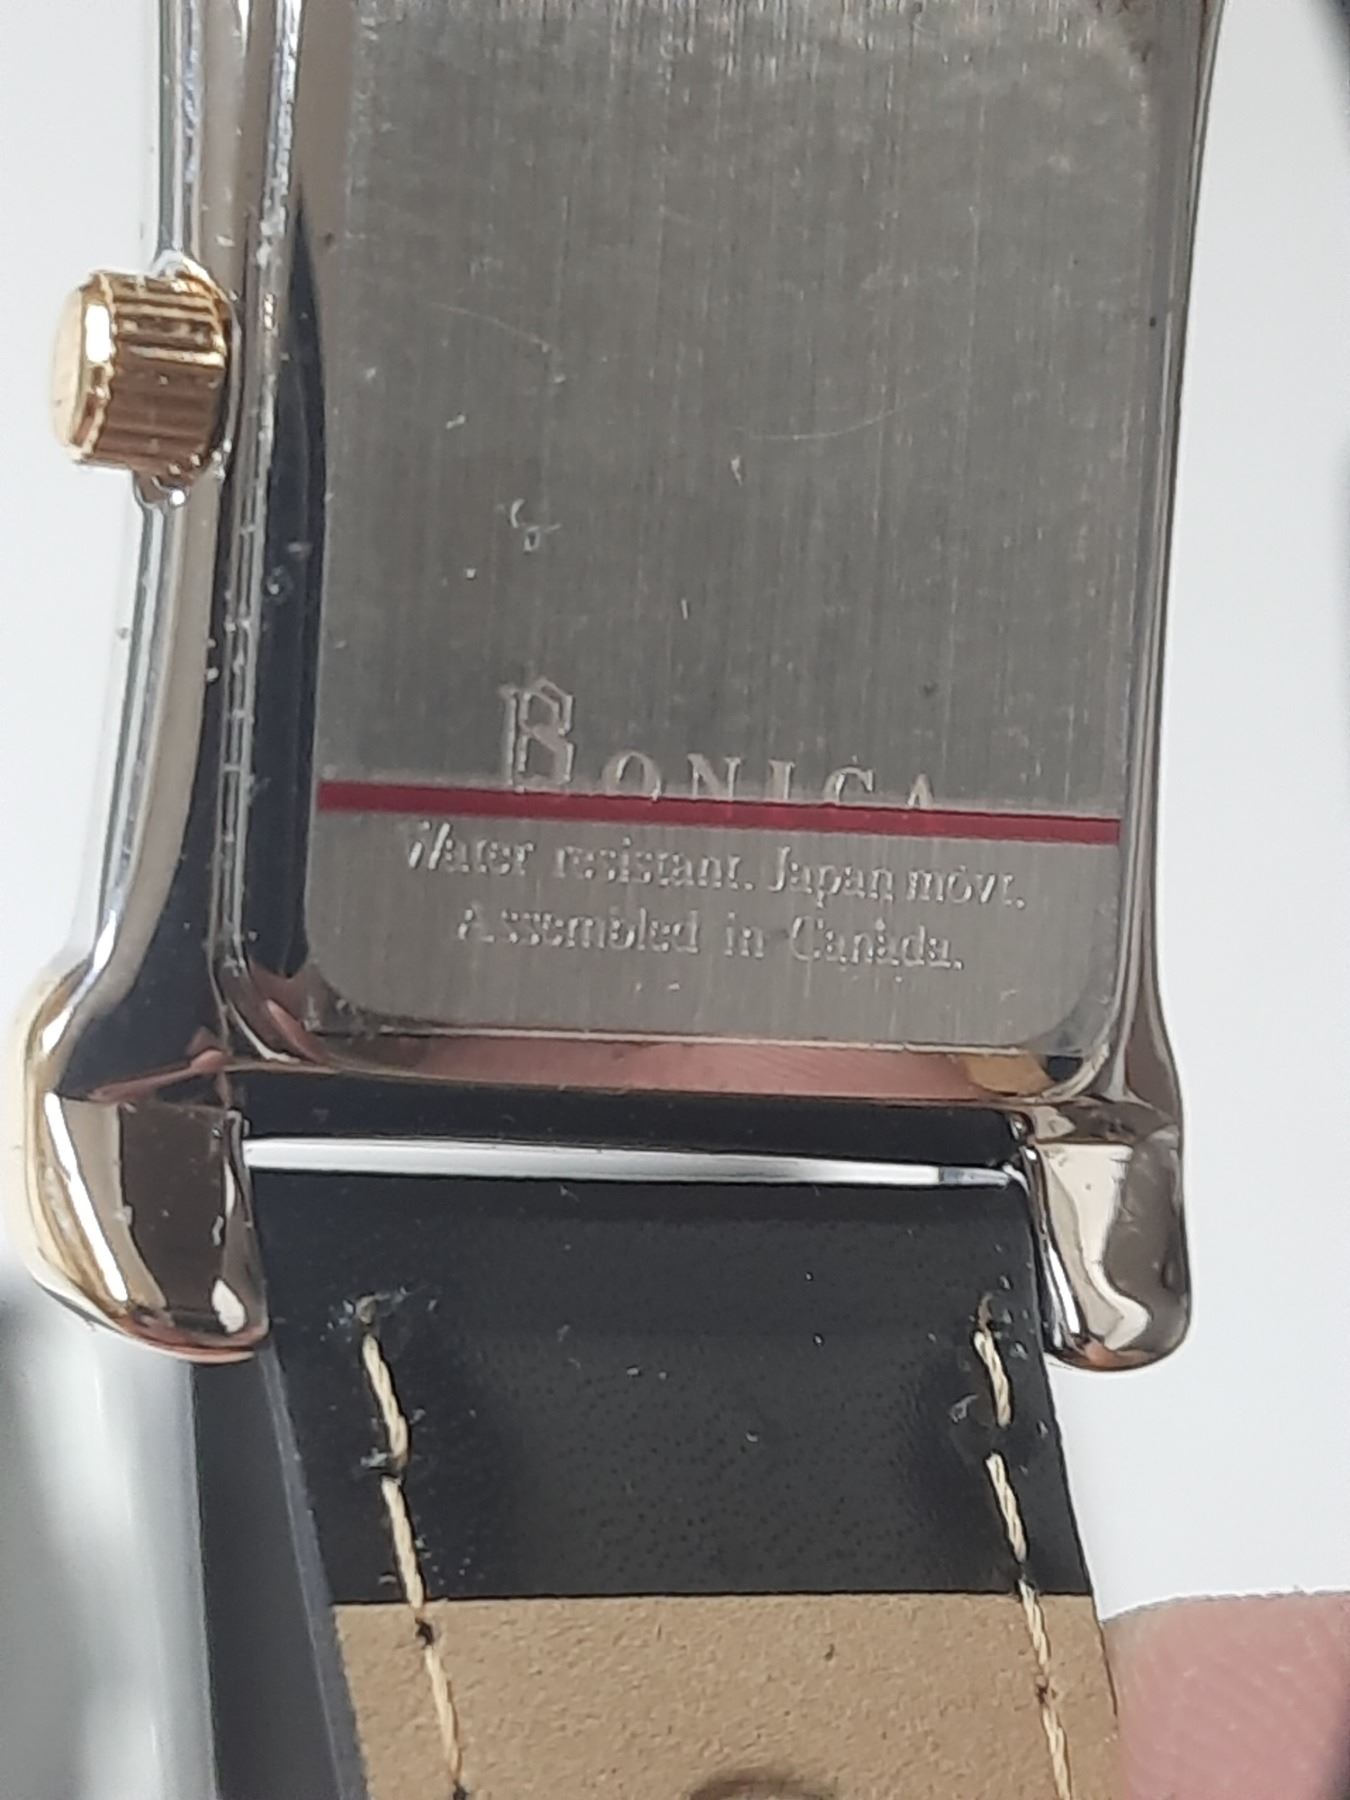 BONICA
Water resistant. Japan movt.
Assembled in Canada.